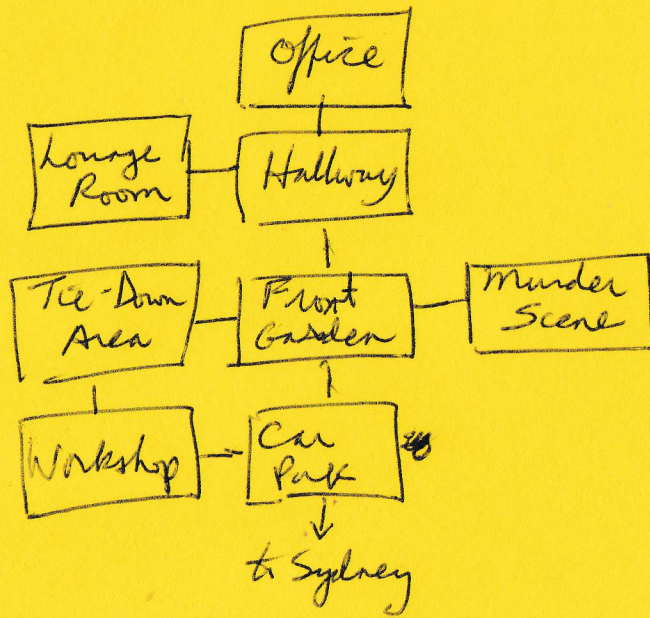 Office
Lounge
Room
Hallway
Tie-Down
Area
Front
Garden
Murder
Scene
Workshop
Car
Park
to Sydney